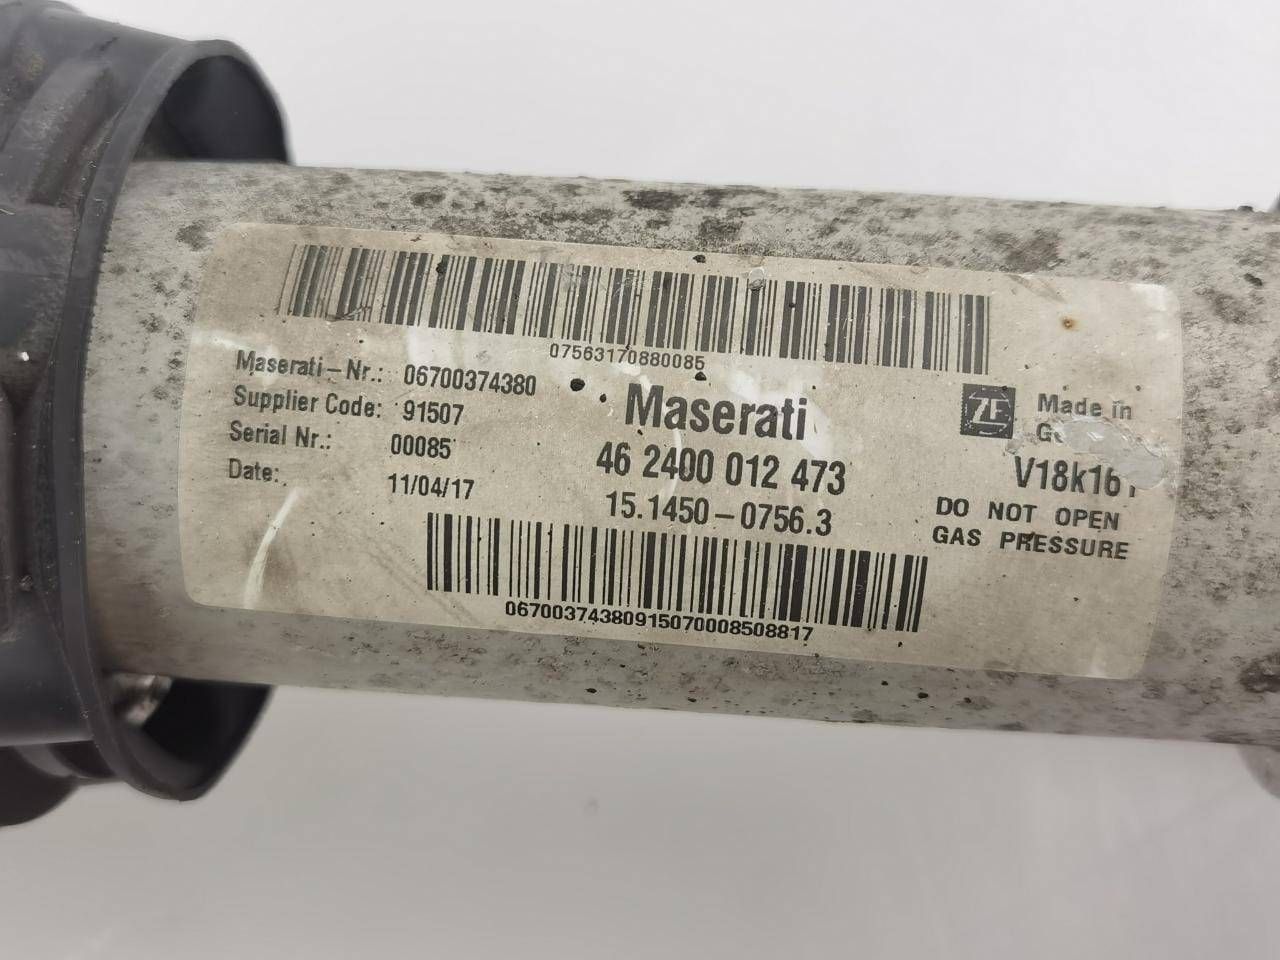 07563170880085
Maserati-Nr.: 06700374380
Supplier Code: 91507
Serial Nr.: 00085
Date: 11/04/17
Maserati
46 2400 012 473
15.1450-0756.3
ZF
Made in
DO NOT OPEN
GAS PRESSURE
06700374380915070008508817